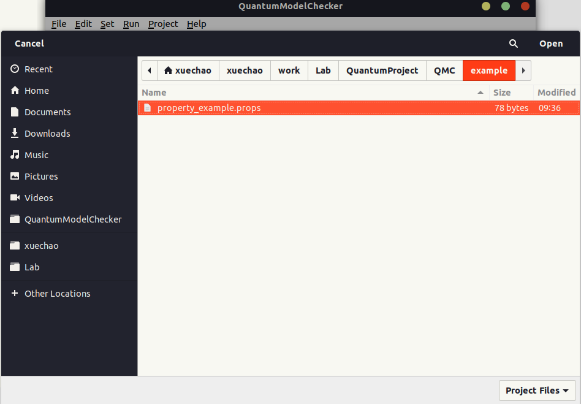 QuantumModelChecker
File Edit Set Run Project Help
Cancel Open
Recent
Home
Documents
Downloads
Music
Pictures
Videos
QuantumModelChecker
xuechao
Lab
+ Other Locations
xuechao xuechao work Lab QuantumProject QMC example
Name Size Modified
property_example.props 78 bytes 09:36
Project Files